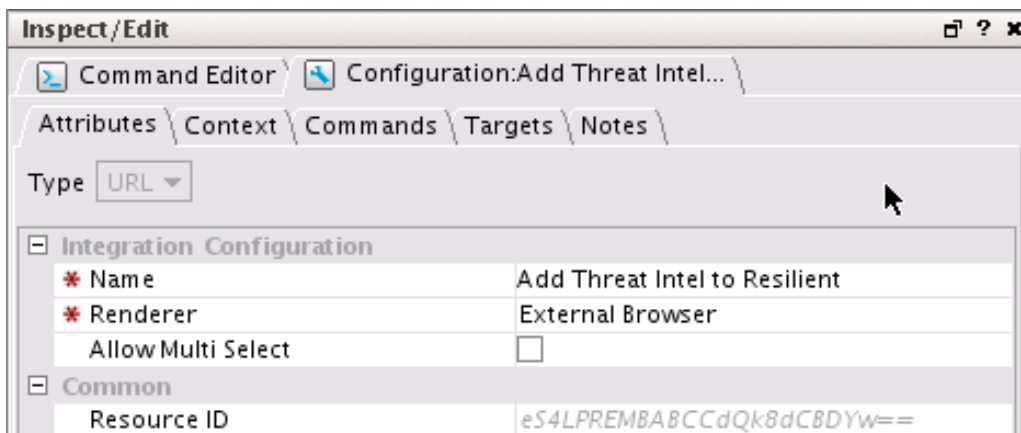 Inspect/Edit ?
Command Editor Configuration:Add Threat Intel...
Attributes Context Commands Targets Notes
Type URL
Integration Configuration
* Name Add Threat Intel to Resilient
* Renderer External Browser
Allow Multi Select
Common
Resource ID eS4LPREMBABCCdQk8dCBDYw==